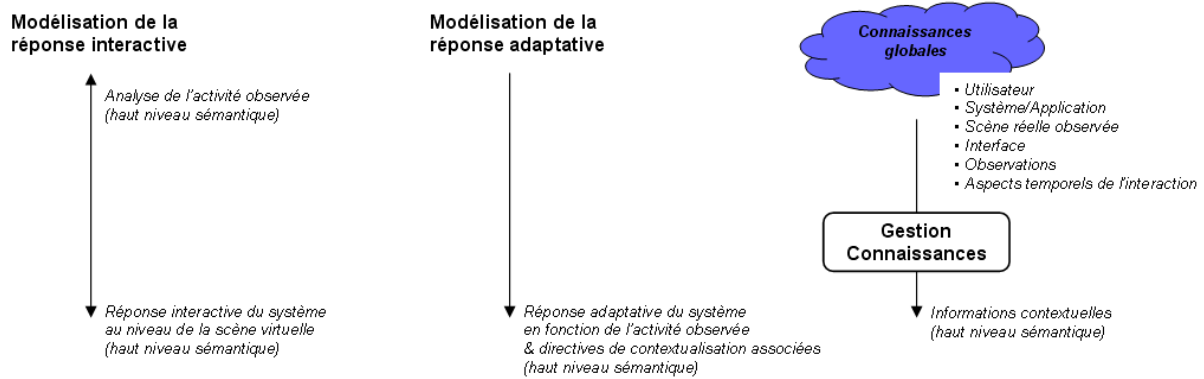 Modélisation de la
réponse interactive
Analyse de l'activité observée
(haut niveau sémantique)
Réponse interactive du système
au niveau de la scène virtuelle
(haut niveau sémantique)
Modélisation de la
réponse adaptative
Réponse adaptative du système
en fonction de l'activité observée
& directives de contextualisation associées
(haut niveau sémantique)
Connaissances
globales
▪ Utilisateur
▪ Système/Application
▪ Scène réelle observée
▪ Interface
▪ Observations
▪ Aspects temporels de l'interaction
Gestion
Connaissances
Informations contextuelles
(haut niveau sémantique)